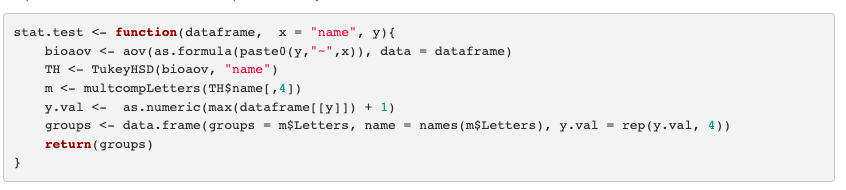 stat.test <- function(dataframe,  x = "name", y){
    bioaov <- aov(as.formula(paste0(y,"~",x)), data = dataframe)
    TH <- TukeyHSD(bioaov, "name")
    m <- multcompLetters(TH$name[,4])
    y.val <-  as.numeric(max(dataframe[[y]]) + 1)
    groups <- data.frame(groups = m$Letters, name = names(m$Letters), y.val = rep(y.val, 4))
    return(groups)
}